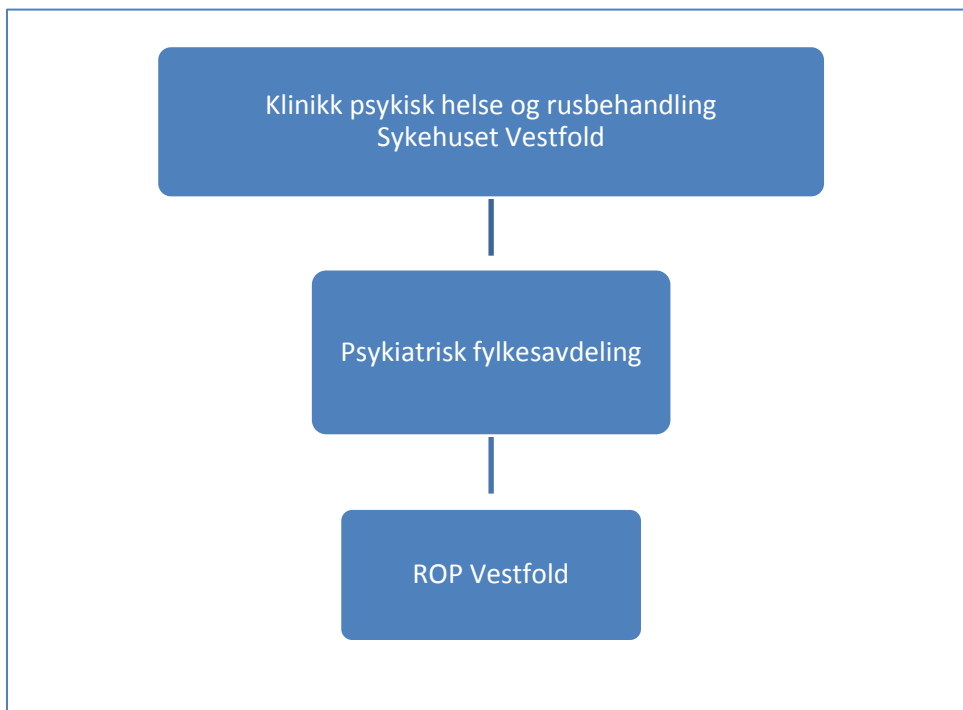 Klinikk psykisk helse og rusbehandling
Sykehuset Vestfold
Psykiatrisk fylkesavdeling
ROP Vestfold